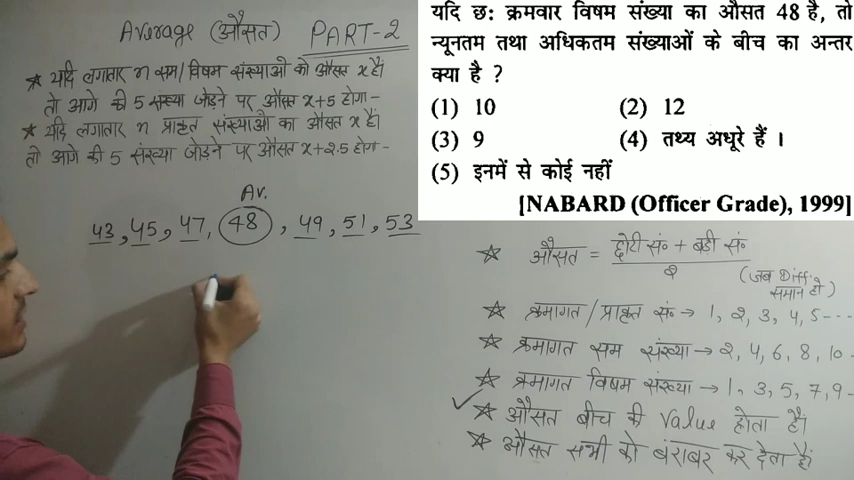 Average (औसत) PART-2
★ यदि लगातार n सम/विषम संख्याओं को औसत x है।
तो आगे की 5 संख्या जोड़ने पर औसत x+5 होगा-
★ यदि लगातार n प्राकृत संख्याओं का औसत x है।
तो आगे की 5 संख्या जोड़ने पर औसत x+2.5 होगा-
Av.
43, 45, 47, 48, 49, 51, 53
यदि छः क्रमवार विषम संख्या का औसत 48 है, तो
न्यूनतम तथा अधिकतम संख्याओं के बीच का अन्तर
क्या है ?
(1) 10 (2) 12
(3) 9 (4) तथ्य अधूरे हैं ।
(5) इनमें से कोई नहीं
[NABARD (Officer Grade), 1999]
★ औसत = छोटी सं० + बड़ी सं०
२
(जब Diff. समान हो)
★ क्रमागत/प्राकृत सं० → 1, 2, 3, 4, 5---
★ क्रमागत सम संख्या → 2, 4, 6, 8, 10-
★ क्रमागत विषम संख्या → 1, 3, 5, 7, 9-
★ औसत बीच की Value होता है।
★ औसत सभी को बराबर कर देता है।